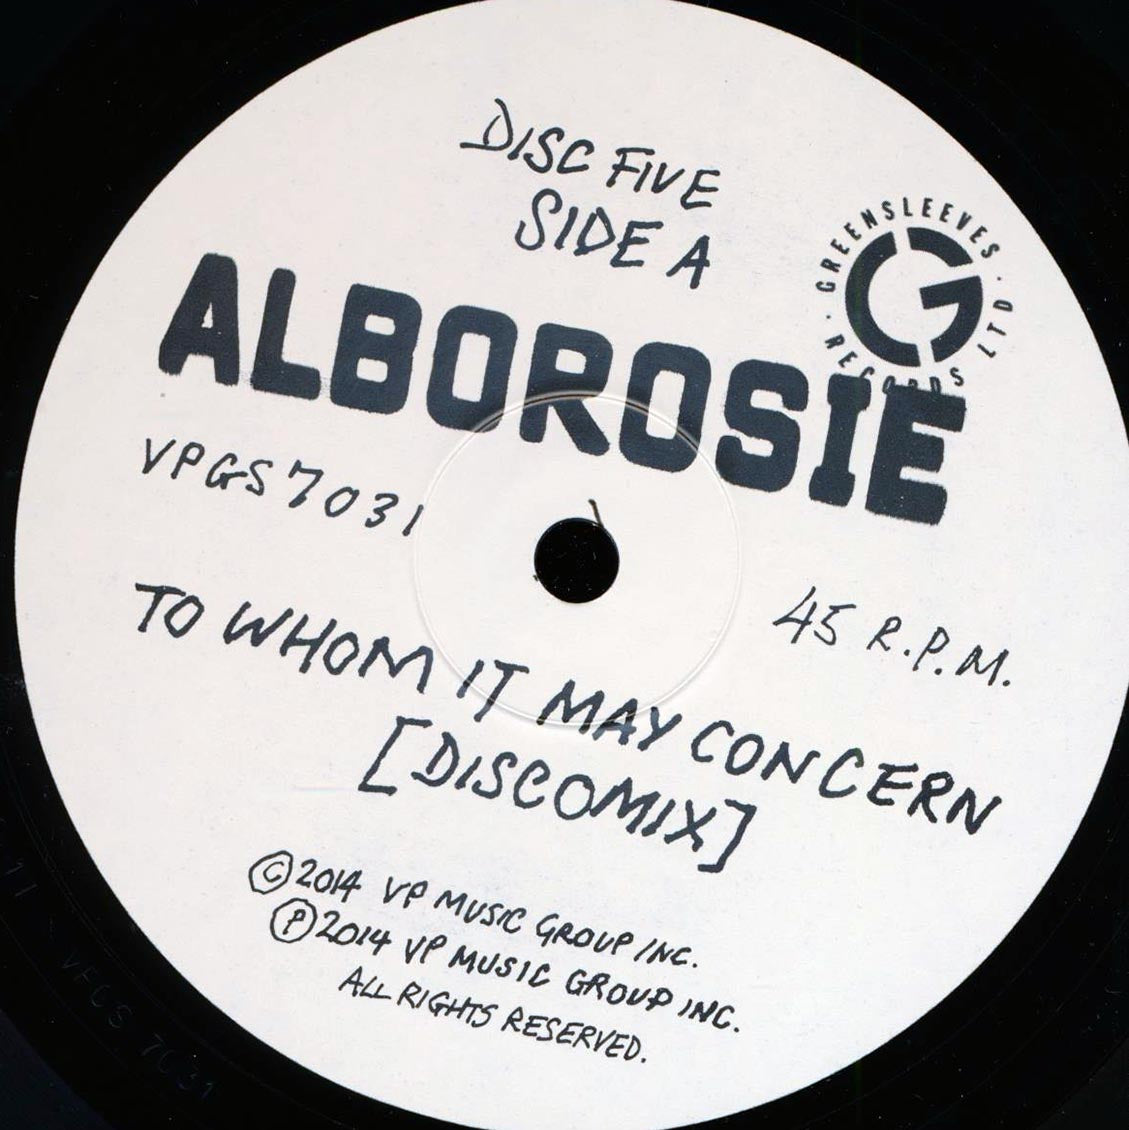 DISC FIVE
SIDE A
GREENSLEEVES · RECORDS LTD ·
G
ALBOROSIE
VPGS 7031
45 R.P.M.
TO WHOM IT MAY CONCERN
[DISCOMIX]
©2014 VP MUSIC GROUP INC.
℗2014 VP MUSIC GROUP INC.
ALL RIGHTS RESERVED.
7031